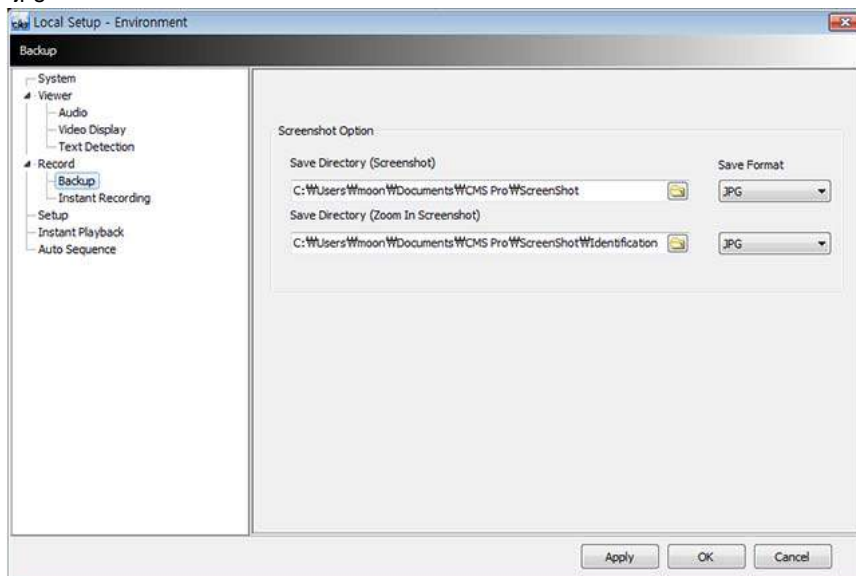 Local Setup - Environment
Backup
System
Viewer
Audio
Video Display
Text Detection
Record
Backup
Instant Recording
Setup
Instant Playback
Auto Sequence
Screenshot Option
Save Directory (Screenshot)
Save Format
C:₩Users₩moon₩Documents₩CMS Pro₩ScreenShot
JPG
Save Directory (Zoom In Screenshot)
C:₩Users₩moon₩Documents₩CMS Pro₩ScreenShot₩Identification
JPG
Apply
OK
Cancel